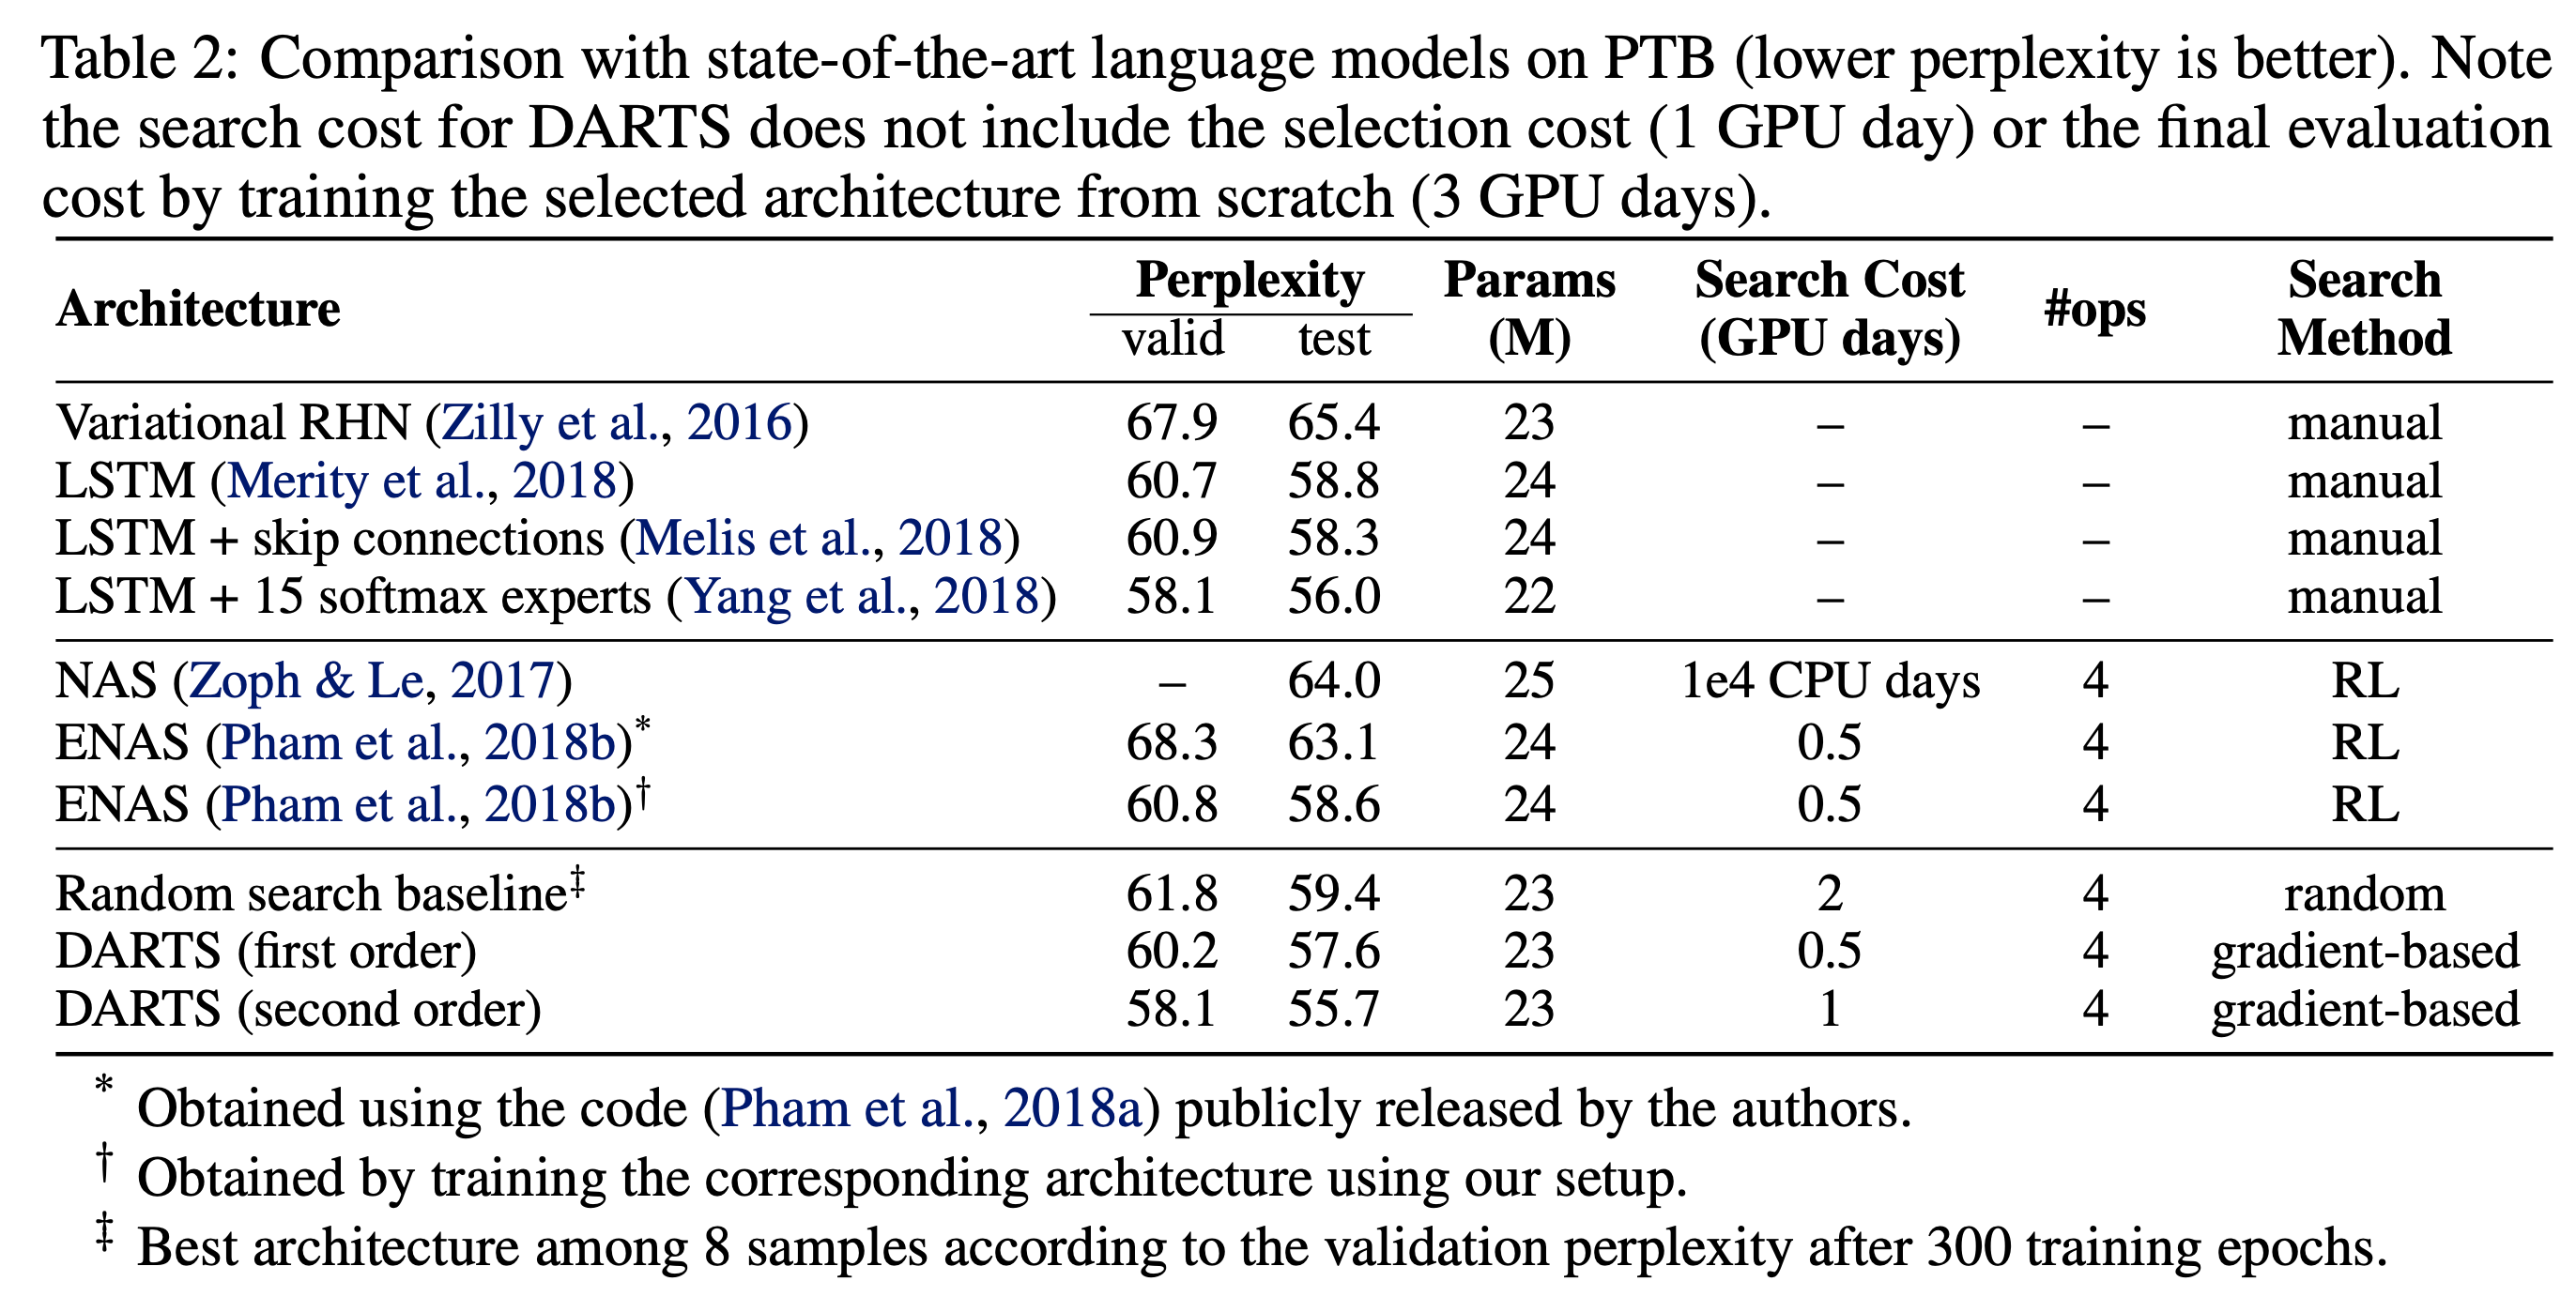 Table 2: Comparison with state-of-the-art language models on PTB (lower perplexity is better). Note
the search cost for DARTS does not include the selection cost (1 GPU day) or the final evaluation
cost by training the selected architecture from scratch (3 GPU days).
Architecture Perplexity Params Search Cost #ops Search
valid test (M) (GPU days) Method
Variational RHN (Zilly et al., 2016) 67.9 65.4 23 – – manual
LSTM (Merity et al., 2018) 60.7 58.8 24 – – manual
LSTM + skip connections (Melis et al., 2018) 60.9 58.3 24 – – manual
LSTM + 15 softmax experts (Yang et al., 2018) 58.1 56.0 22 – – manual
NAS (Zoph & Le, 2017) – 64.0 25 1e4 CPU days 4 RL
ENAS (Pham et al., 2018b)* 68.3 63.1 24 0.5 4 RL
ENAS (Pham et al., 2018b)† 60.8 58.6 24 0.5 4 RL
Random search baseline‡ 61.8 59.4 23 2 4 random
DARTS (first order) 60.2 57.6 23 0.5 4 gradient-based
DARTS (second order) 58.1 55.7 23 1 4 gradient-based
* Obtained using the code (Pham et al., 2018a) publicly released by the authors.
† Obtained by training the corresponding architecture using our setup.
‡ Best architecture among 8 samples according to the validation perplexity after 300 training epochs.